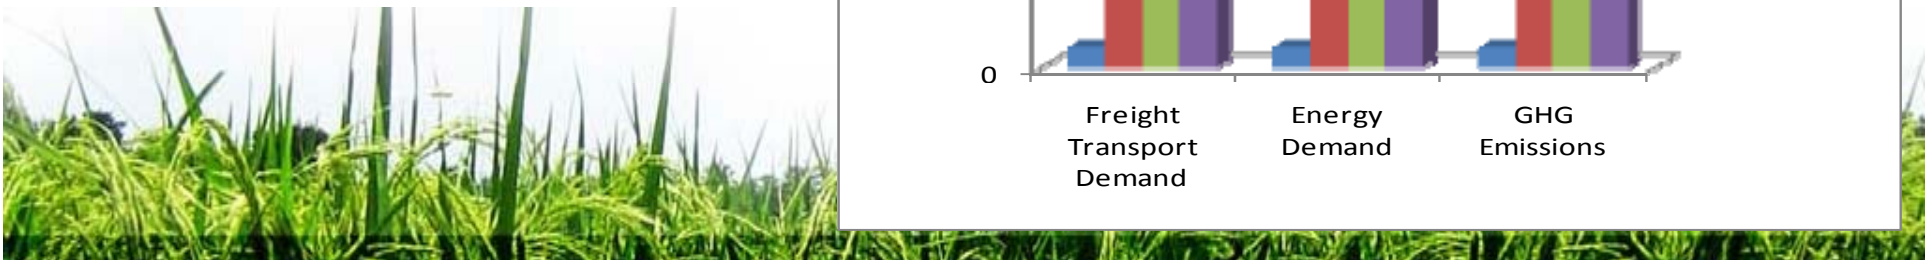 0
Freight
Transport
Demand
Energy
Demand
GHG
Emissions